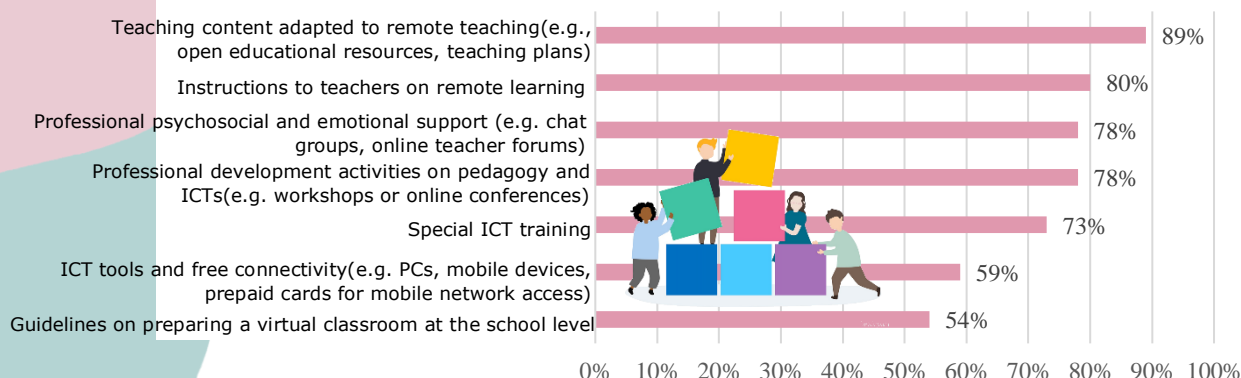 Teaching content adapted to remote teaching(e.g.,
open educational resources, teaching plans)
89%
Instructions to teachers on remote learning
80%
Professional psychosocial and emotional support (e.g. chat
groups, online teacher forums)
78%
Professional development activities on pedagogy and
ICTs(e.g. workshops or online conferences)
78%
Special ICT training
73%
ICT tools and free connectivity(e.g. PCs, mobile devices,
prepaid cards for mobile network access)
59%
Guidelines on preparing a virtual classroom at the school level
54%
0% 10% 20% 30% 40% 50% 60% 70% 80% 90% 100%